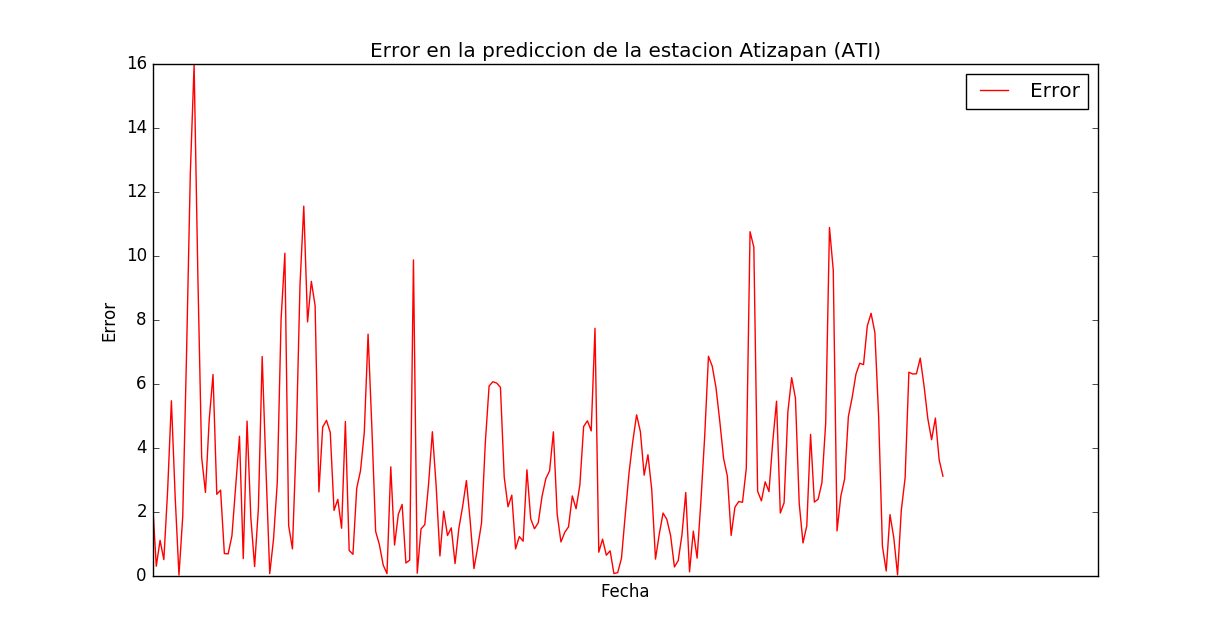 Error en la prediccion de la estacion Atizapan (ATI)
Error
16
14
12
10
8
6
4
2
0
Error
Fecha